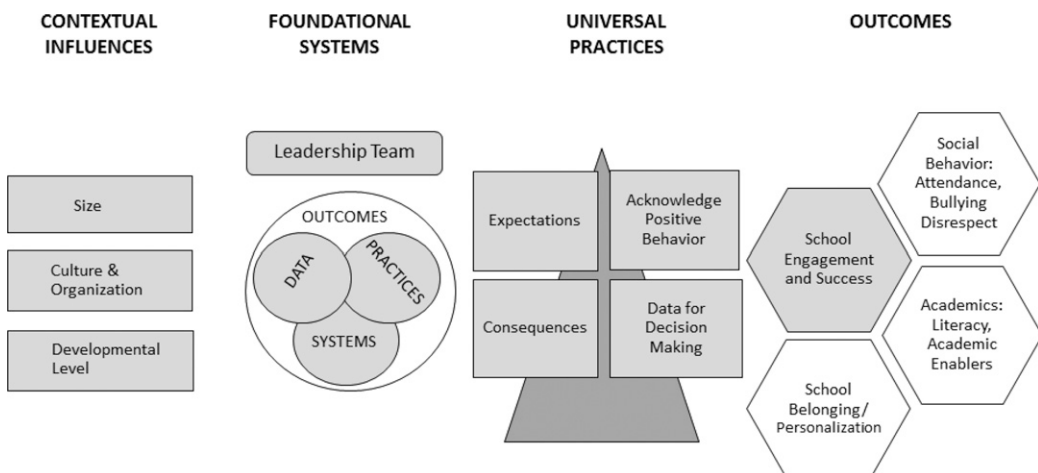 CONTEXTUAL
INFLUENCES
FOUNDATIONAL
SYSTEMS
UNIVERSAL
PRACTICES
OUTCOMES
Size
Culture &
Organization
Developmental
Level
Leadership Team
OUTCOMES
DATA
PRACTICES
SYSTEMS
Expectations
Acknowledge
Positive
Behavior
Consequences
Data for
Decision
Making
School
Engagement
and Success
Social
Behavior:
Attendance,
Bullying
Disrespect
Academics:
Literacy,
Academic
Enablers
School
Belonging/
Personalization